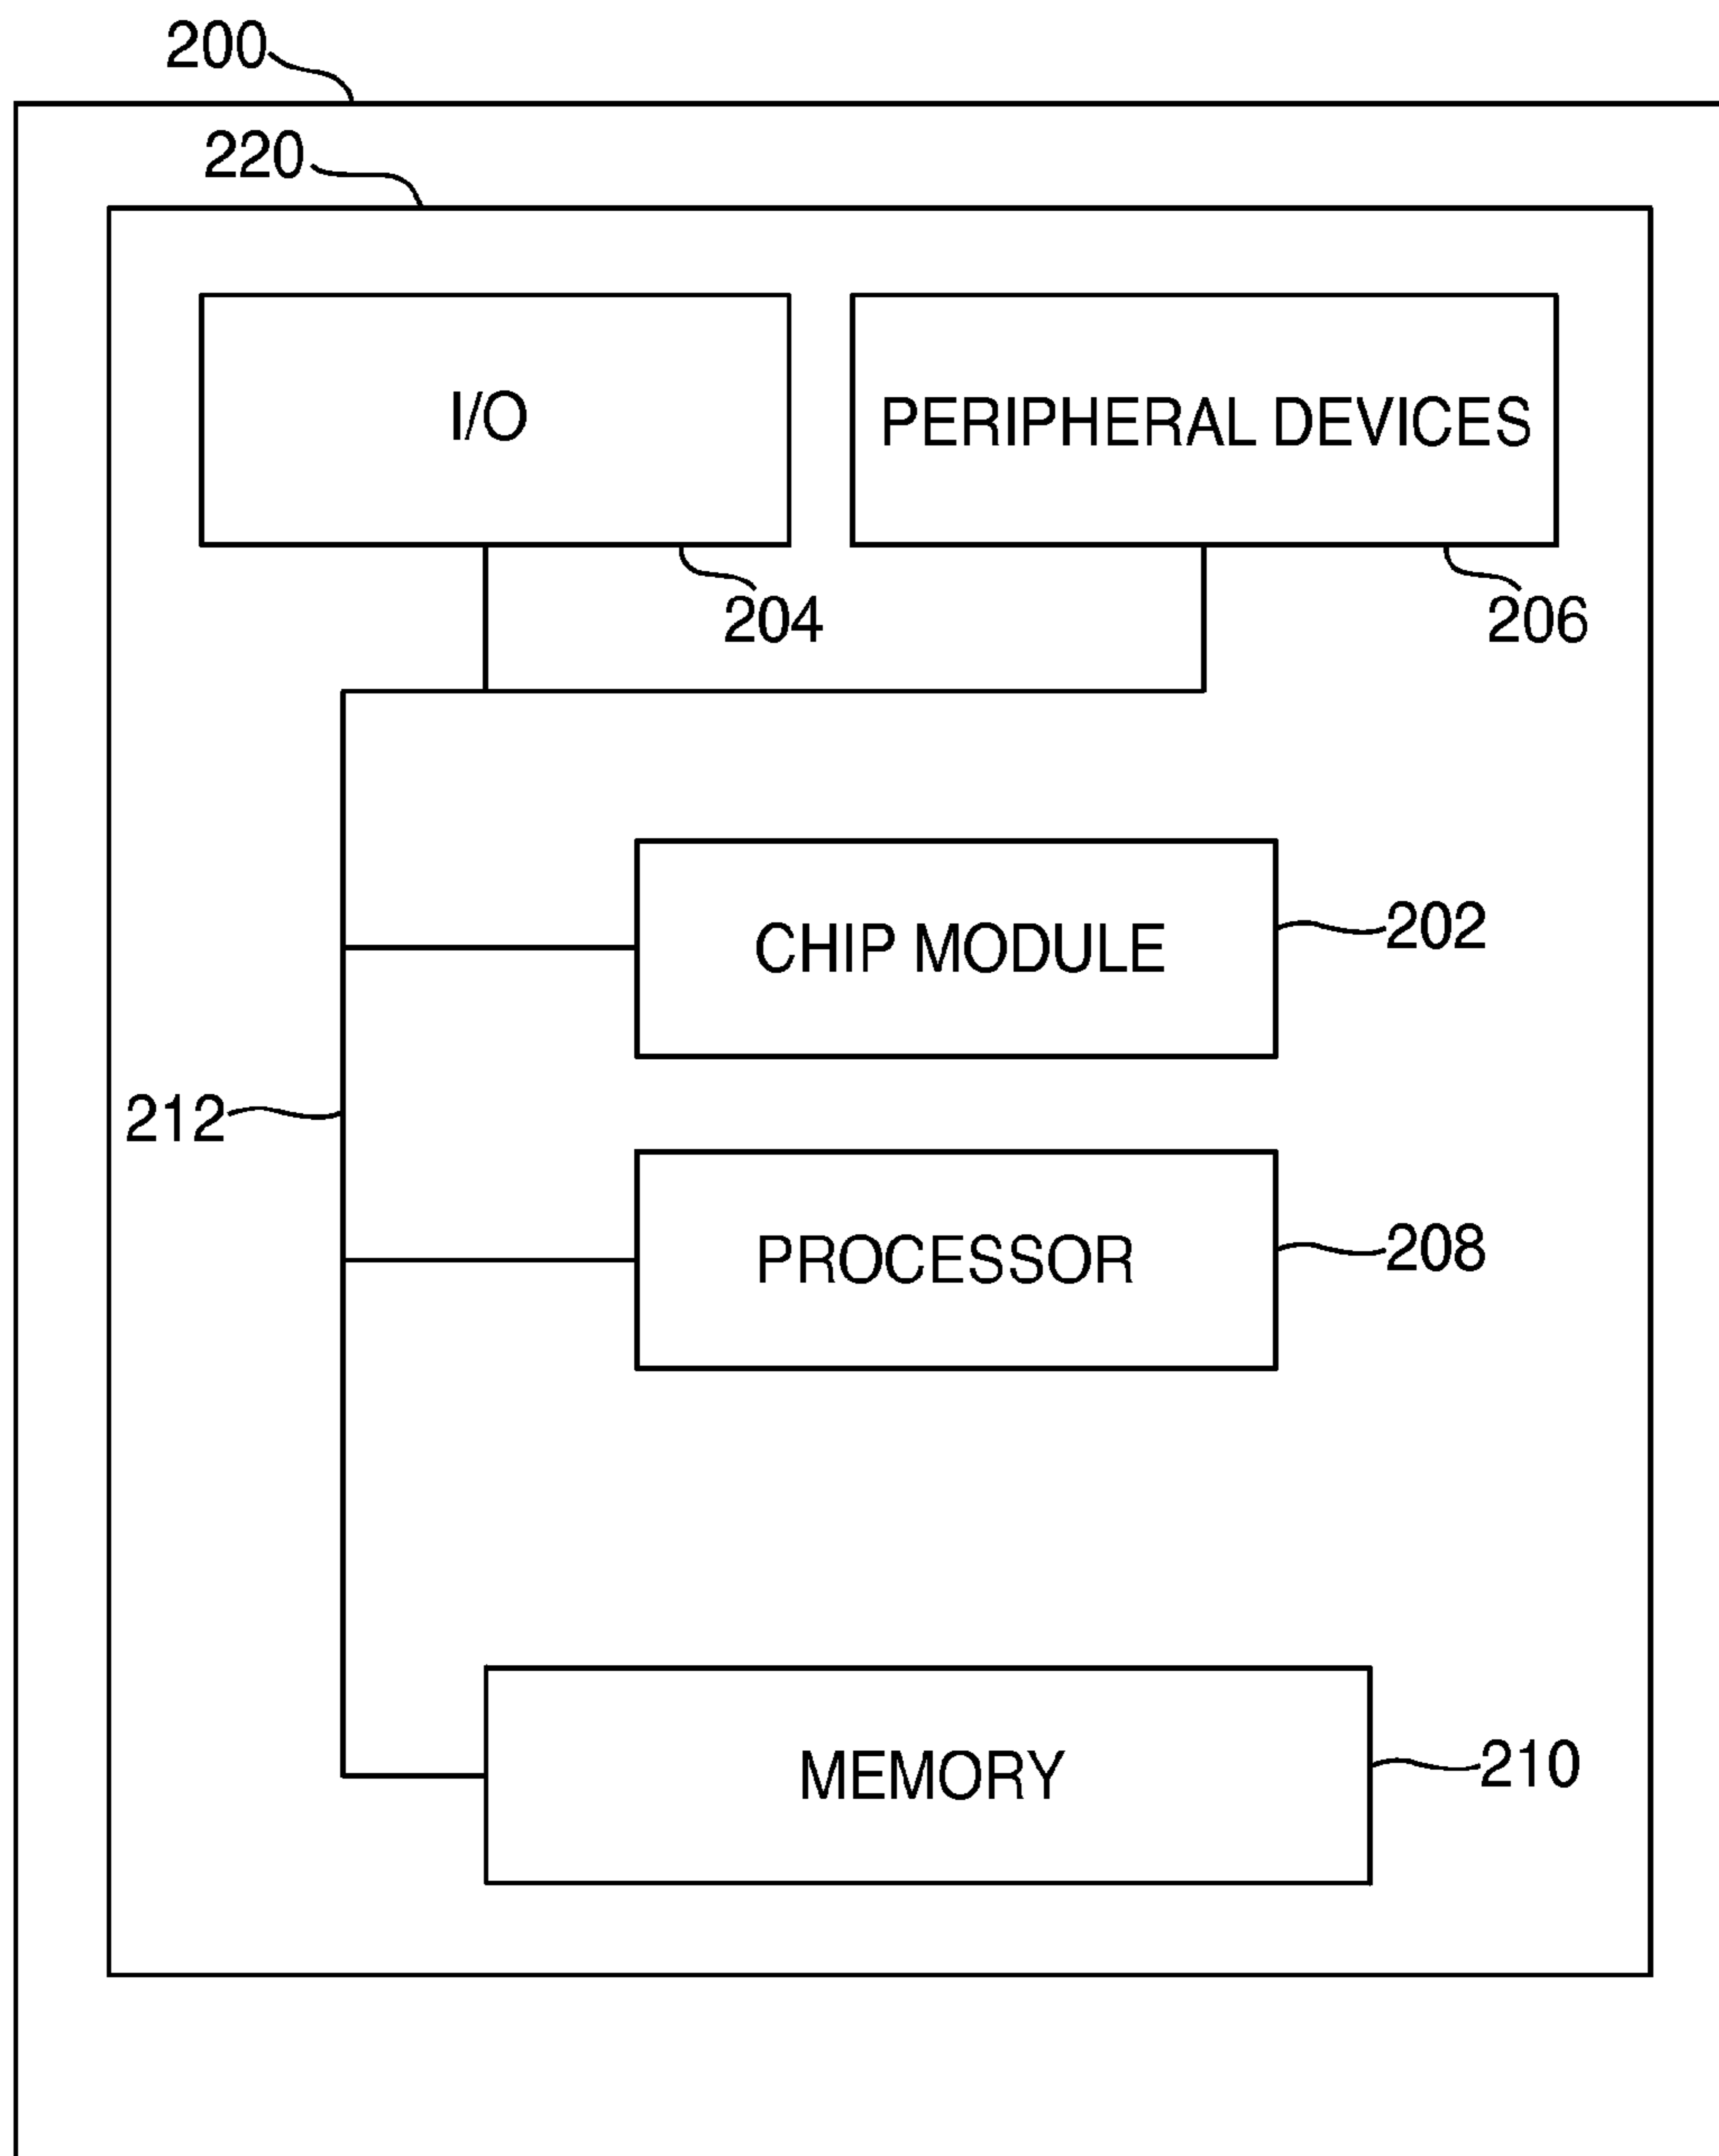 200
220
I/O
PERIPHERAL DEVICES
204
206
CHIP MODULE
202
212
PROCESSOR
208
MEMORY
210